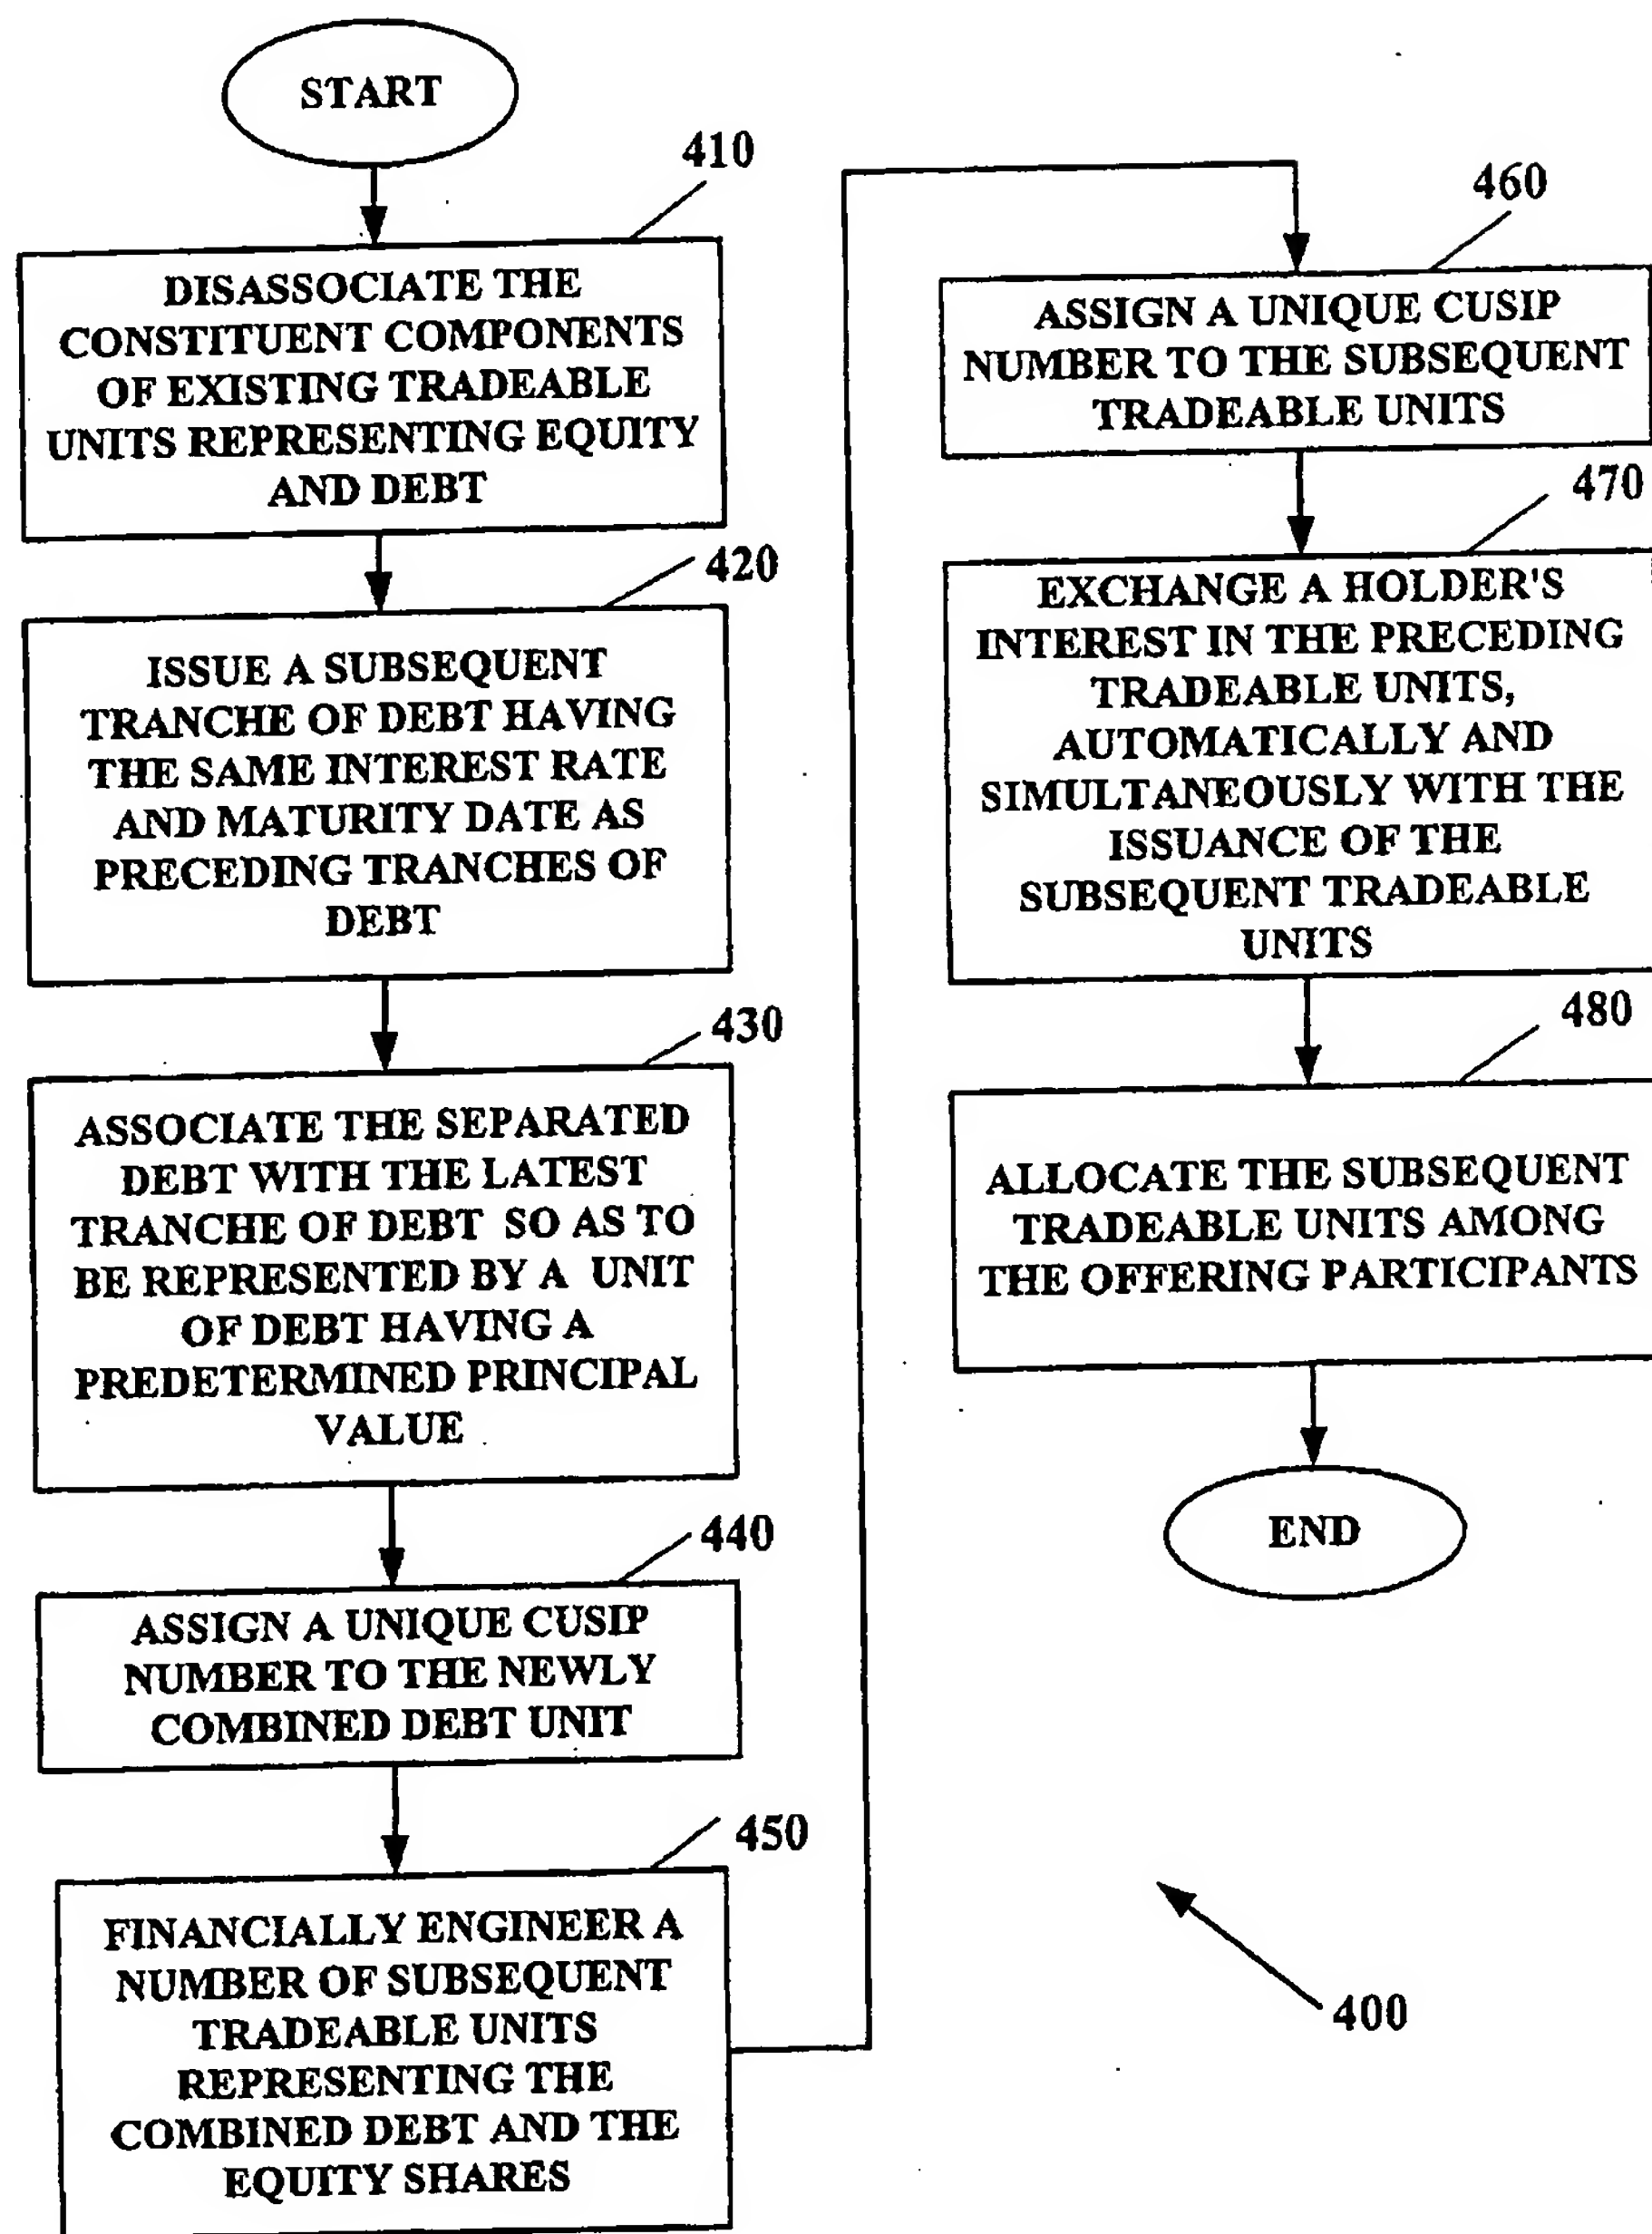 START
410
DISASSOCIATE THE
CONSTITUENT COMPONENTS
OF EXISTING TRADEABLE
UNITS REPRESENTING EQUITY
AND DEBT
420
ISSUE A SUBSEQUENT
TRANCHE OF DEBT HAVING
THE SAME INTEREST RATE
AND MATURITY DATE AS
PRECEDING TRANCHES OF
DEBT
430
ASSOCIATE THE SEPARATED
DEBT WITH THE LATEST
TRANCHE OF DEBT SO AS TO
BE REPRESENTED BY A UNIT
OF DEBT HAVING A
PREDETERMINED PRINCIPAL
VALUE
440
ASSIGN A UNIQUE CUSIP
NUMBER TO THE NEWLY
COMBINED DEBT UNIT
450
FINANCIALLY ENGINEER A
NUMBER OF SUBSEQUENT
TRADEABLE UNITS
REPRESENTING THE
COMBINED DEBT AND THE
EQUITY SHARES
460
ASSIGN A UNIQUE CUSIP
NUMBER TO THE SUBSEQUENT
TRADEABLE UNITS
470
EXCHANGE A HOLDER'S
INTEREST IN THE PRECEDING
TRADEABLE UNITS,
AUTOMATICALLY AND
SIMULTANEOUSLY WITH THE
ISSUANCE OF THE
SUBSEQUENT TRADEABLE
UNITS
480
ALLOCATE THE SUBSEQUENT
TRADEABLE UNITS AMONG
THE OFFERING PARTICIPANTS
END
400